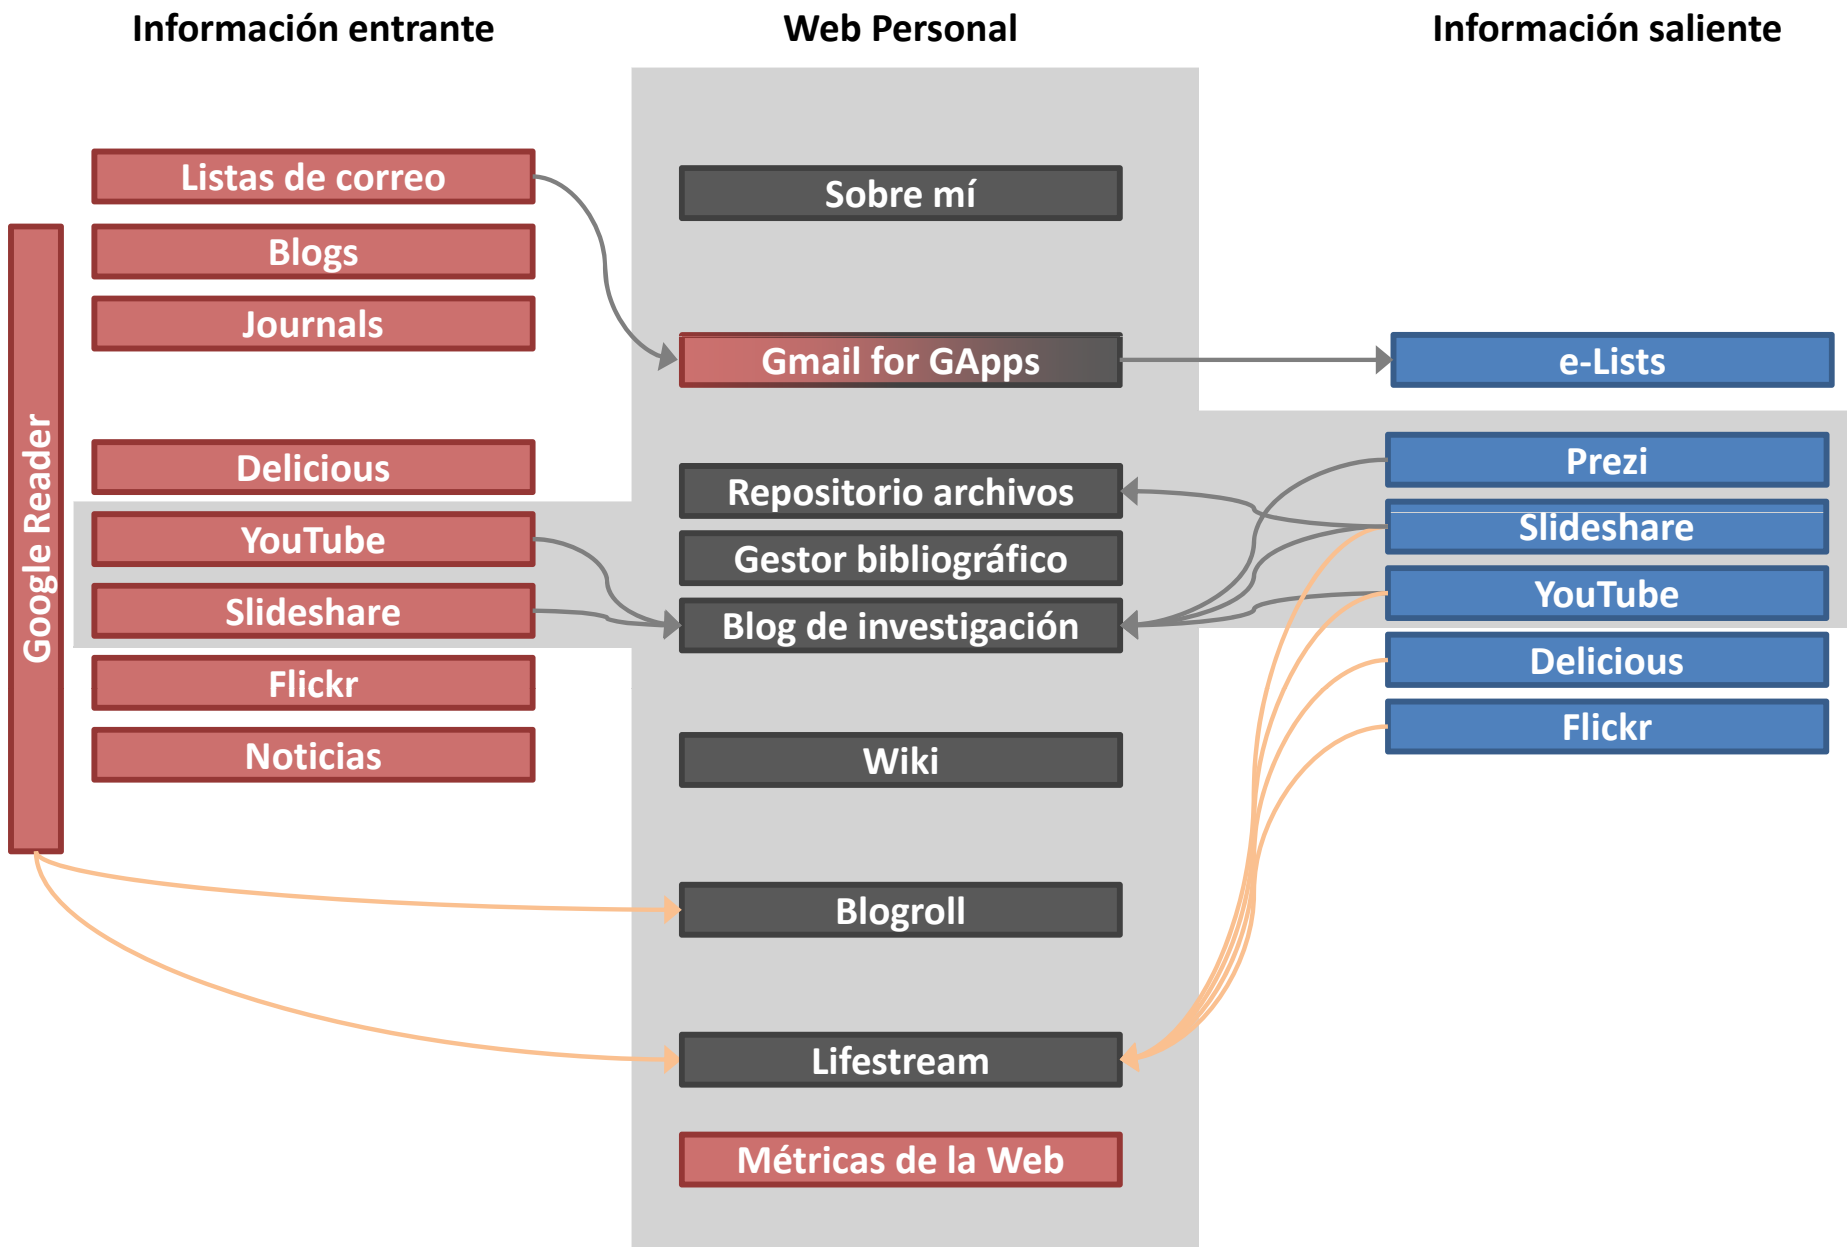 Información entrante
Web Personal
Información saliente
Google Reader
Listas de correo
Blogs
Journals
Delicious
YouTube
Slideshare
Flickr
Noticias
Sobre mí
Gmail for GApps
Repositorio archivos
Gestor bibliográfico
Blog de investigación
Wiki
Blogroll
Lifestream
Métricas de la Web
e-Lists
Prezi
Slideshare
YouTube
Delicious
Flickr